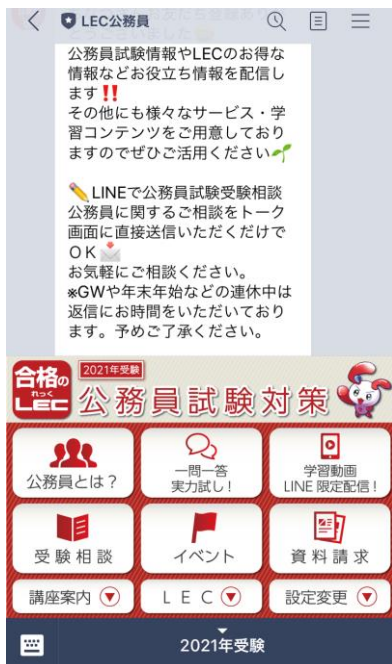 LEC公務員
公務員試験情報やLECのお得な
情報などお役立ち情報を配信し
ます‼️
その他にも様々なサービス・学
習コンテンツをご用意しており
ますのでぜひご活用ください🌱
✏️LINEで公務員試験受験相談
公務員に関するご相談をトーク
画面に直接送信いただくだけで
ＯＫ📩
お気軽にご相談ください。
※GWや年末年始などの連休中は
返信にお時間をいただいており
ます。予めご了承ください。
合格の
れっく
LEC
2021年受験
公務員試験対策
公務員とは？
一問一答
実力試し！
学習動画
LINE限定配信！
受験相談
イベント
資料請求
講座案内
ＬＥＣ
設定変更
2021年受験